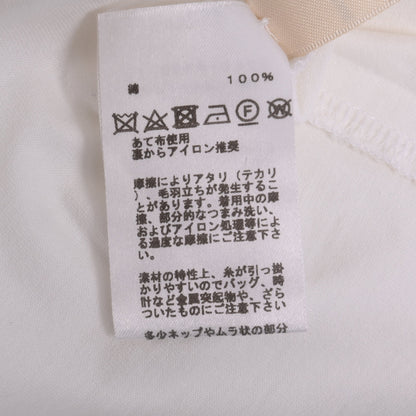 綿 100%
あて布使用
裏からアイロン推奨
摩擦によりアタリ（テカリ
）、毛羽立ちが発生するこ
とがあります。着用中の摩
擦、部分的なつまみ洗い、
およびアイロン処理等によ
る過度な摩擦にご注意下さ
い。
素材の特性上、糸が引っ掛
かりやすいのでバッグ、時
計など金属突起物や、ざら
ついたものにご注意下さい
多少ネップやムラ状の部分